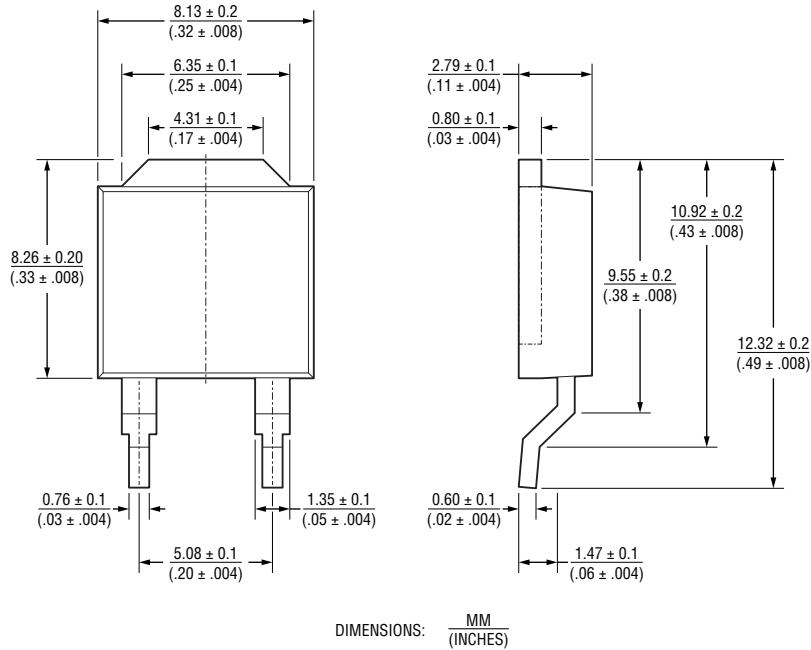 8.13 ± 0.2
(.32 ± .008)
6.35 ± 0.1
(.25 ± .004)
4.31 ± 0.1
(.17 ± .004)
8.26 ± 0.20
(.33 ± .008)
0.76 ± 0.1
(.03 ± .004)
1.35 ± 0.1
(.05 ± .004)
5.08 ± 0.1
(.20 ± .004)
2.79 ± 0.1
(.11 ± .004)
0.80 ± 0.1
(.03 ± .004)
10.92 ± 0.2
(.43 ± .008)
9.55 ± 0.2
(.38 ± .008)
12.32 ± 0.2
(.49 ± .008)
0.60 ± 0.1
(.02 ± .004)
1.47 ± 0.1
(.06 ± .004)
DIMENSIONS: MM
(INCHES)